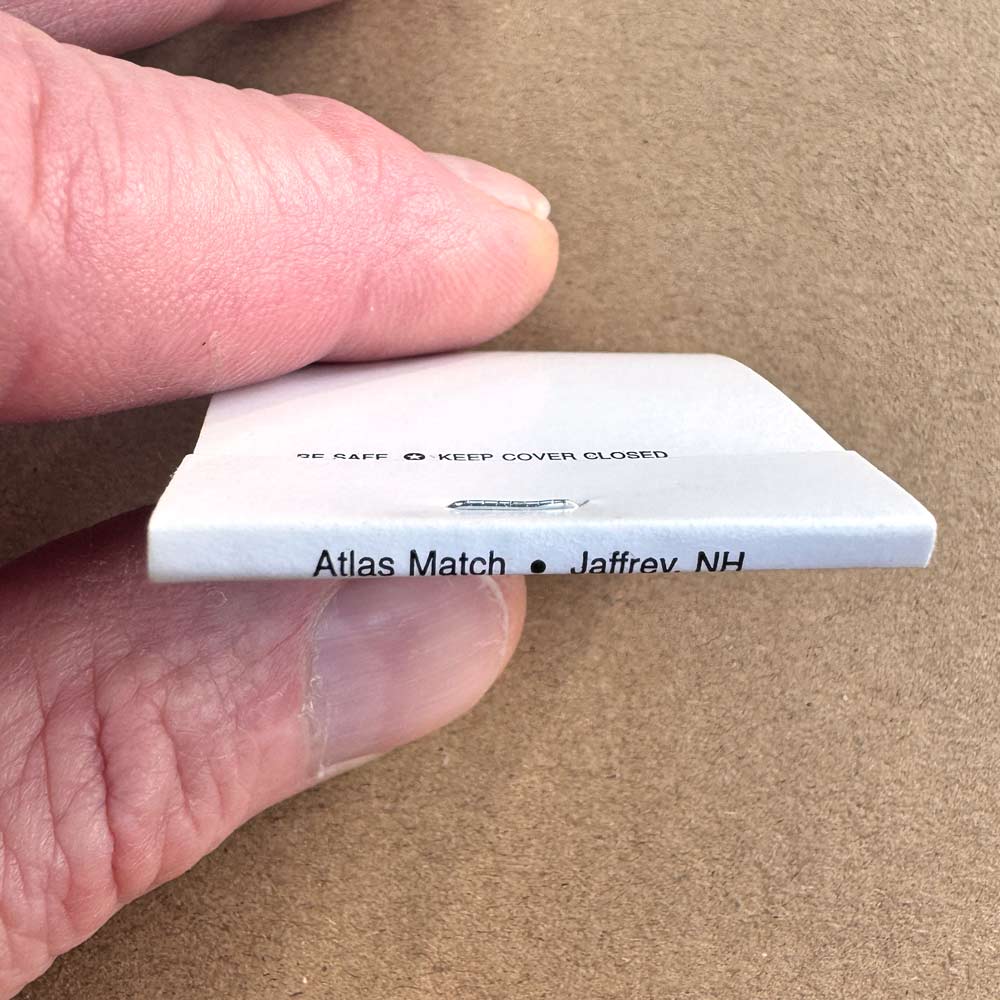 BE SAFE ✪ KEEP COVER CLOSED
Atlas Match • Jaffrey, NH